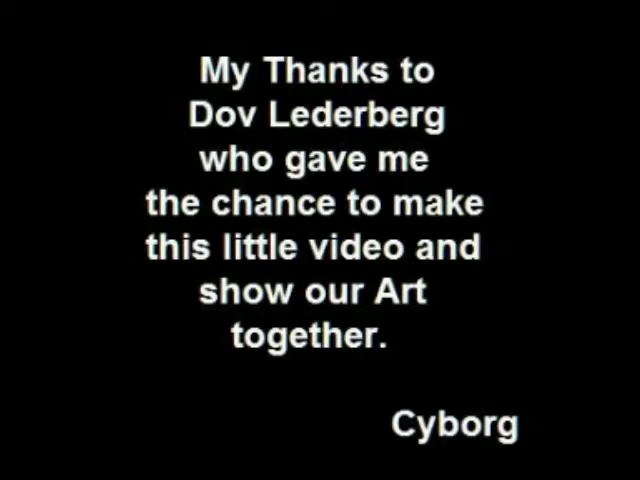 My Thanks to
Dov Lederberg
who gave me
the chance to make
this little video and
show our Art
together.
Cyborg